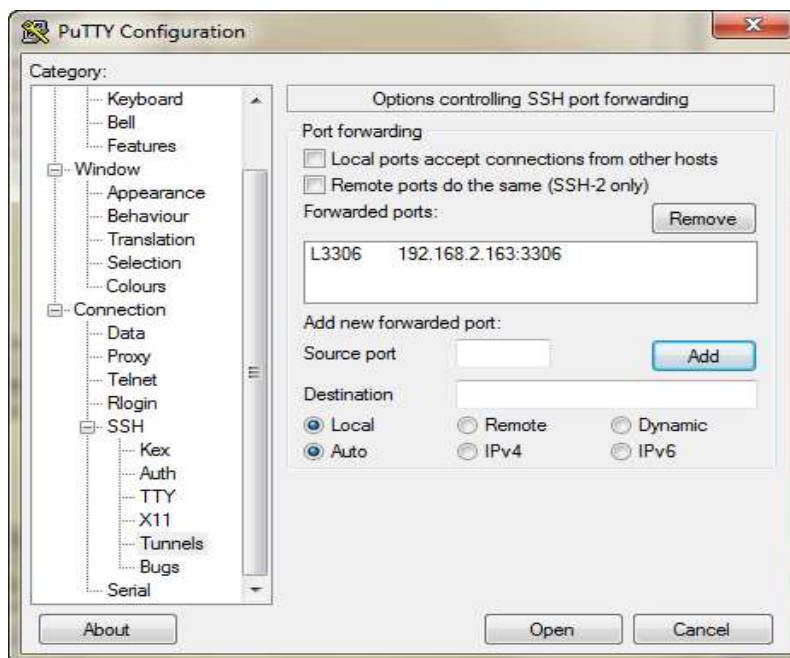 PuTTY Configuration
Category:
Keyboard
Bell
Features
Window
Appearance
Behaviour
Translation
Selection
Colours
Connection
Data
Proxy
Telnet
Rlogin
SSH
Kex
Auth
TTY
X11
Tunnels
Bugs
Serial
Options controlling SSH port forwarding
Port forwarding
Local ports accept connections from other hosts
Remote ports do the same (SSH-2 only)
Forwarded ports:
Remove
L3306 192.168.2.163:3306
Add new forwarded port:
Source port
Add
Destination
Local Remote Dynamic
Auto IPv4 IPv6
About Open Cancel